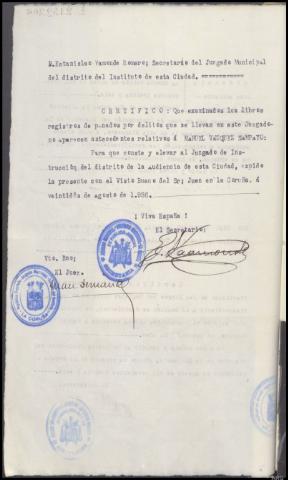 D.Estanislao Vaamonde Romero; Secretario del Juzgado Municipal
del distrito del Instituto de esta Ciudad.
CERTIFICO: Que examinados los libros
registros de penados por delitos que se llevan en este Juzgado-
no aparecen antecedentes relativos á MANUEL VAZQUEZ
Para que conste y elevar al Juzgado de Ins-
trucción del distrito de la Audiencia de esta Ciudad, expido
la presente con el Visto Bueno del Sr; Juez en la Coruña. á
veintidós de Agosto de 1.936.
¡ Viva España !
El Secretario;
Vto. Bno;
El Juez.
LA CORUÑA